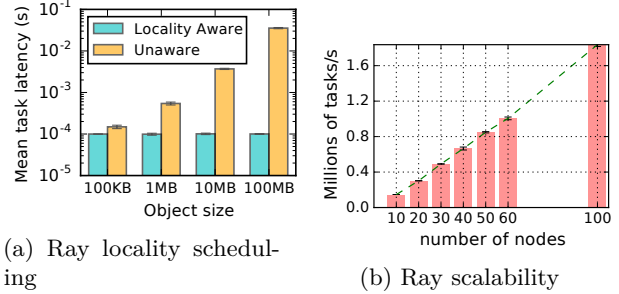 10⁻¹
10⁻²
10⁻³
10⁻⁴
10⁻⁵
Mean task latency (s)
Locality Aware
Unaware
100KB 1MB 10MB 100MB
Object size
(a) Ray locality schedul-
ing
Millions of tasks/s
1.6
1.2
0.8
0.4
0.0
10 20 30 40 50 60 100
number of nodes
(b) Ray scalability